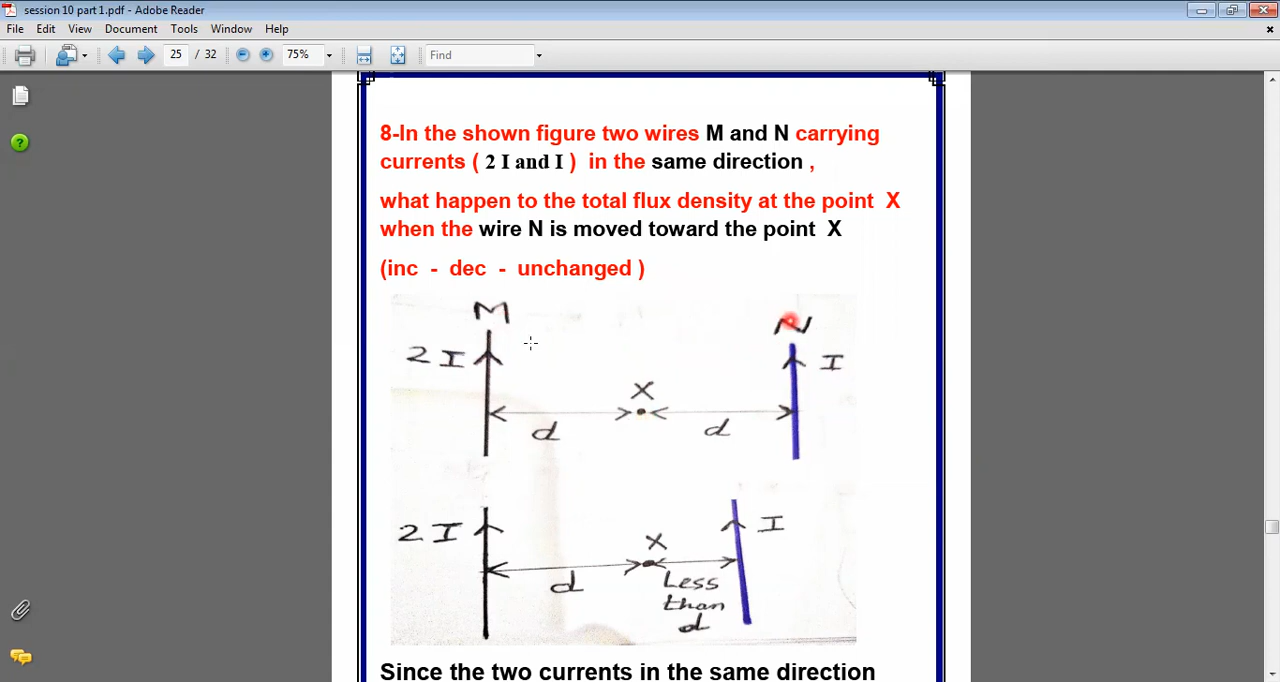 session 10 part 1.pdf - Adobe Reader
File Edit View Document Tools Window Help
25 / 32 75% Find
8-In the shown figure two wires M and N carrying
currents ( 2 I and I ) in the same direction ,
what happen to the total flux density at the point X
when the wire N is moved toward the point X
(inc - dec - unchanged )
M N
2 I I
X
d d
2 I I
X
d Less
than
d
Since the two currents in the same direction